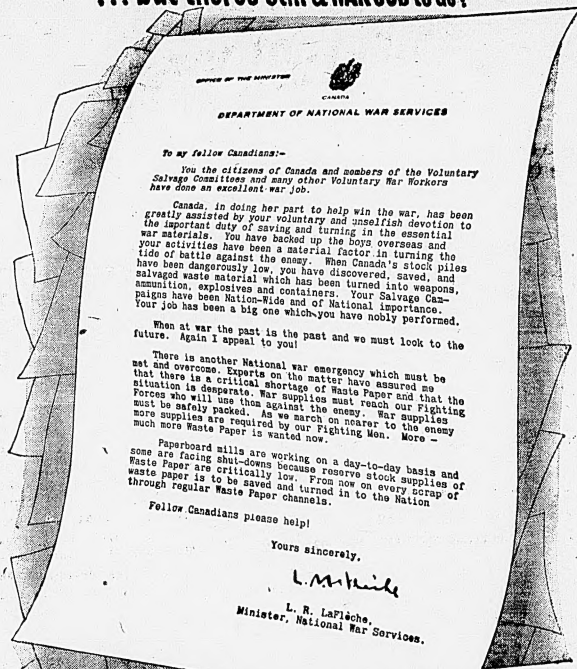 ... but there's still a WAR JOB to do!
OFFICE OF THE MINISTER
CANADA
DEPARTMENT OF NATIONAL WAR SERVICES
To my fellow Canadians:-
You the citizens of Canada and members of the Voluntary
Salvage Committees and many other Voluntary War Workers
have done an excellent war job.
Canada, in doing her part to help win the war, has been
greatly assisted by your voluntary and unselfish devotion to
the important duty of saving and turning in the essential
war materials. You have backed up the boys overseas and
your activities have been a material factor in turning the
tide of battle against the enemy. When Canada's stock piles
have been dangerously low, you have discovered, saved, and
salvaged waste material which has been turned into weapons,
ammunition, explosives and containers. Your Salvage Cam-
paigns have been Nation-Wide and of National importance.
Your job has been a big one which you have nobly performed.
When at war the past is the past and we must look to the
future. Again I appeal to you!
There is another National war emergency which must be
met and overcome. Experts on the matter have assured me
that there is a critical shortage of Waste Paper and that the
situation is desperate. War supplies must reach our Fighting
Forces who will use them against the enemy. War supplies
must be safely packed. As we march on nearer to the enemy
more supplies are required by our Fighting Men. More -
much more Waste Paper is wanted now.
Paperboard mills are working on a day-to-day basis and
some are facing shut-downs because reserve stock supplies of
Waste Paper are critically low. From now on every scrap of
waste paper is to be saved and turned in to the Nation
through regular Waste Paper channels.
Fellow Canadians please help!
Yours sincerely,
L. R. LaFlèche,
Minister, National War Services.